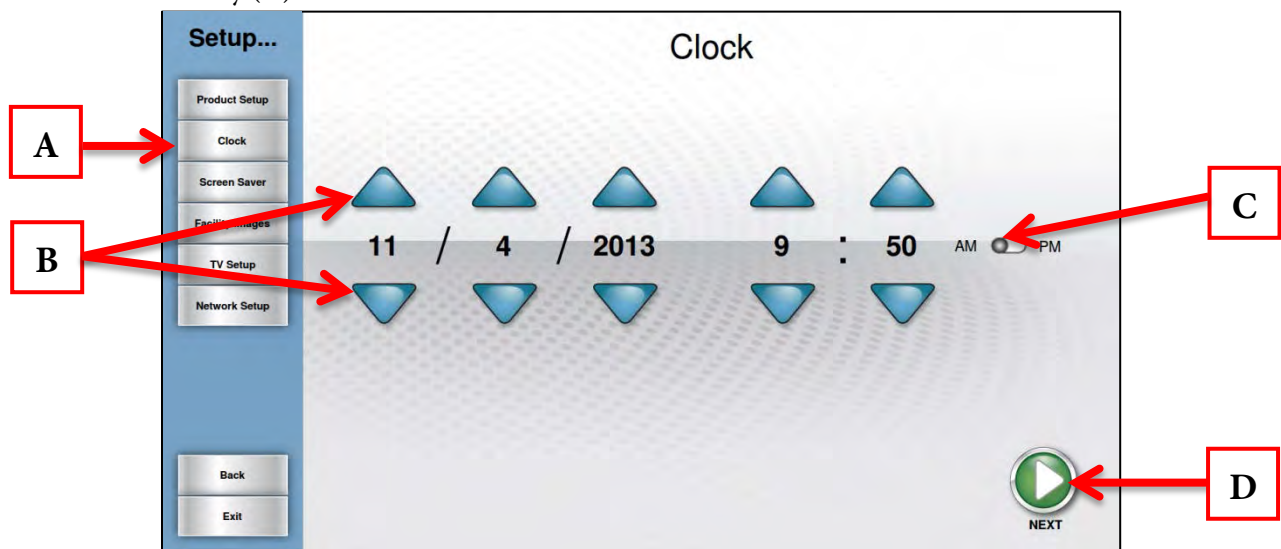 Setup...
Clock
Product Setup
Clock
A
Screen Saver
C
B
11 / 4 / 2013 9 : 50 AM PM
TV Setup
Network Setup
Back
D
Exit
NEXT